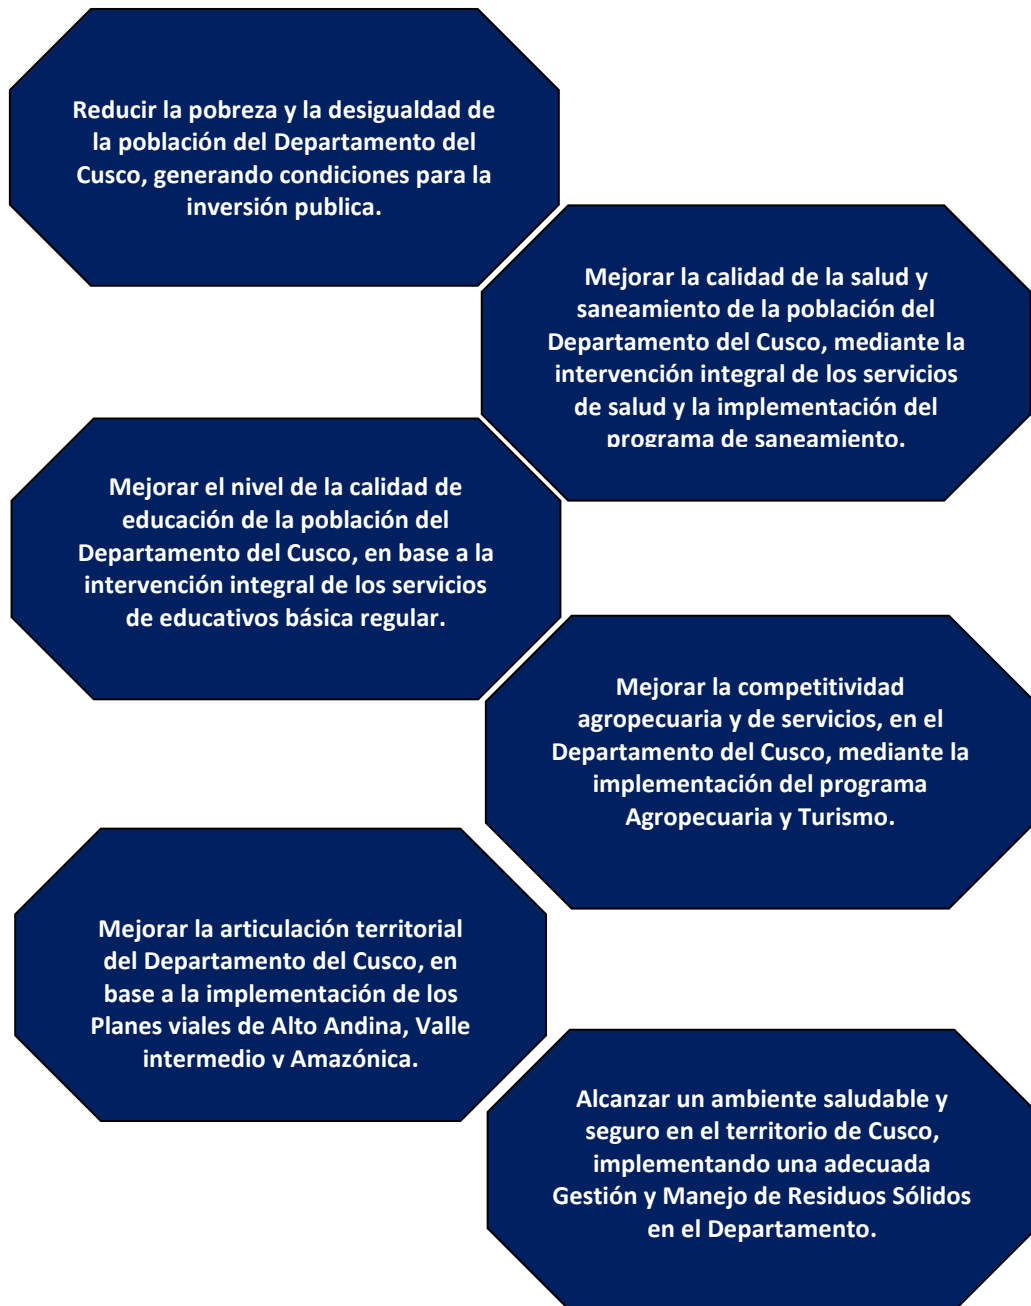 Reducir la pobreza y la desigualdad de
la población del Departamento del
Cusco, generando condiciones para la
inversión publica.
Mejorar la calidad de la salud y
saneamiento de la población del
Departamento del Cusco, mediante la
intervención integral de los servicios
de salud y la implementación del
programa de saneamiento.
Mejorar el nivel de la calidad de
educación de la población del
Departamento del Cusco, en base a la
intervención integral de los servicios
de educativos básica regular.
Mejorar la competitividad
agropecuaria y de servicios, en el
Departamento del Cusco, mediante la
implementación del programa
Agropecuaria y Turismo.
Mejorar la articulación territorial
del Departamento del Cusco, en
base a la implementación de los
Planes viales de Alto Andina, Valle
intermedio y Amazónica.
Alcanzar un ambiente saludable y
seguro en el territorio de Cusco,
implementando una adecuada
Gestión y Manejo de Residuos Sólidos
en el Departamento.